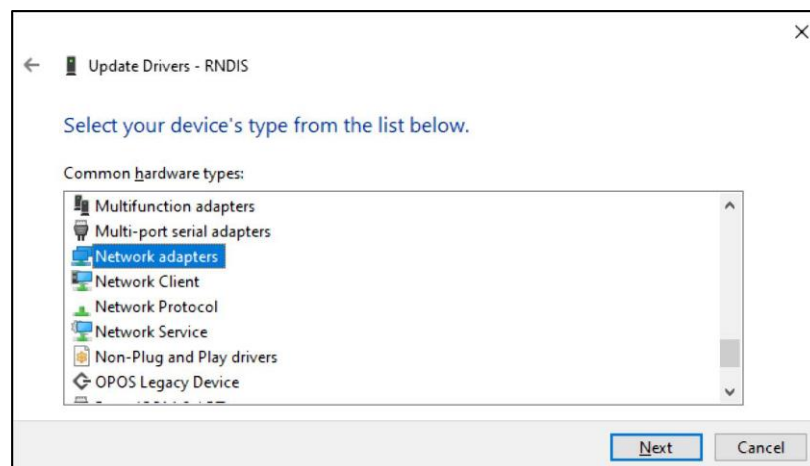 Update Drivers - RNDIS
Select your device's type from the list below.
Common hardware types:
Multifunction adapters
Multi-port serial adapters
Network adapters
Network Client
Network Protocol
Network Service
Non-Plug and Play drivers
OPOS Legacy Device
Next Cancel